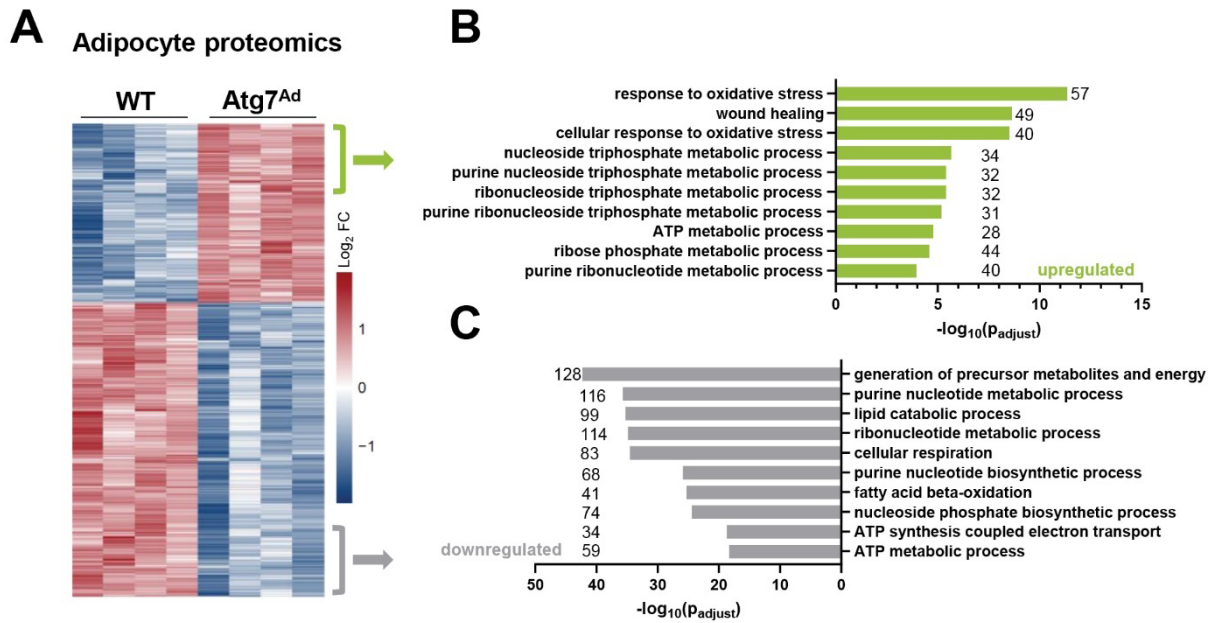 A
Adipocyte proteomics
WT
Atg7Ad
Log2 FC
1
0
−1
B
response to oxidative stress 57
wound healing 49
cellular response to oxidative stress 40
nucleoside triphosphate metabolic process 34
purine nucleoside triphosphate metabolic process 32
ribonucleoside triphosphate metabolic process 32
purine ribonucleoside triphosphate metabolic process 31
ATP metabolic process 28
ribose phosphate metabolic process 44
purine ribonucleotide metabolic process 40
upregulated
0 5 10 15
-log10(padjust)
C
128 generation of precursor metabolites and energy
116 purine nucleotide metabolic process
99 lipid catabolic process
114 ribonucleotide metabolic process
83 cellular respiration
68 purine nucleotide biosynthetic process
41 fatty acid beta-oxidation
74 nucleoside phosphate biosynthetic process
34 ATP synthesis coupled electron transport
downregulated 59 ATP metabolic process
50 40 30 20 10 0
-log10(padjust)